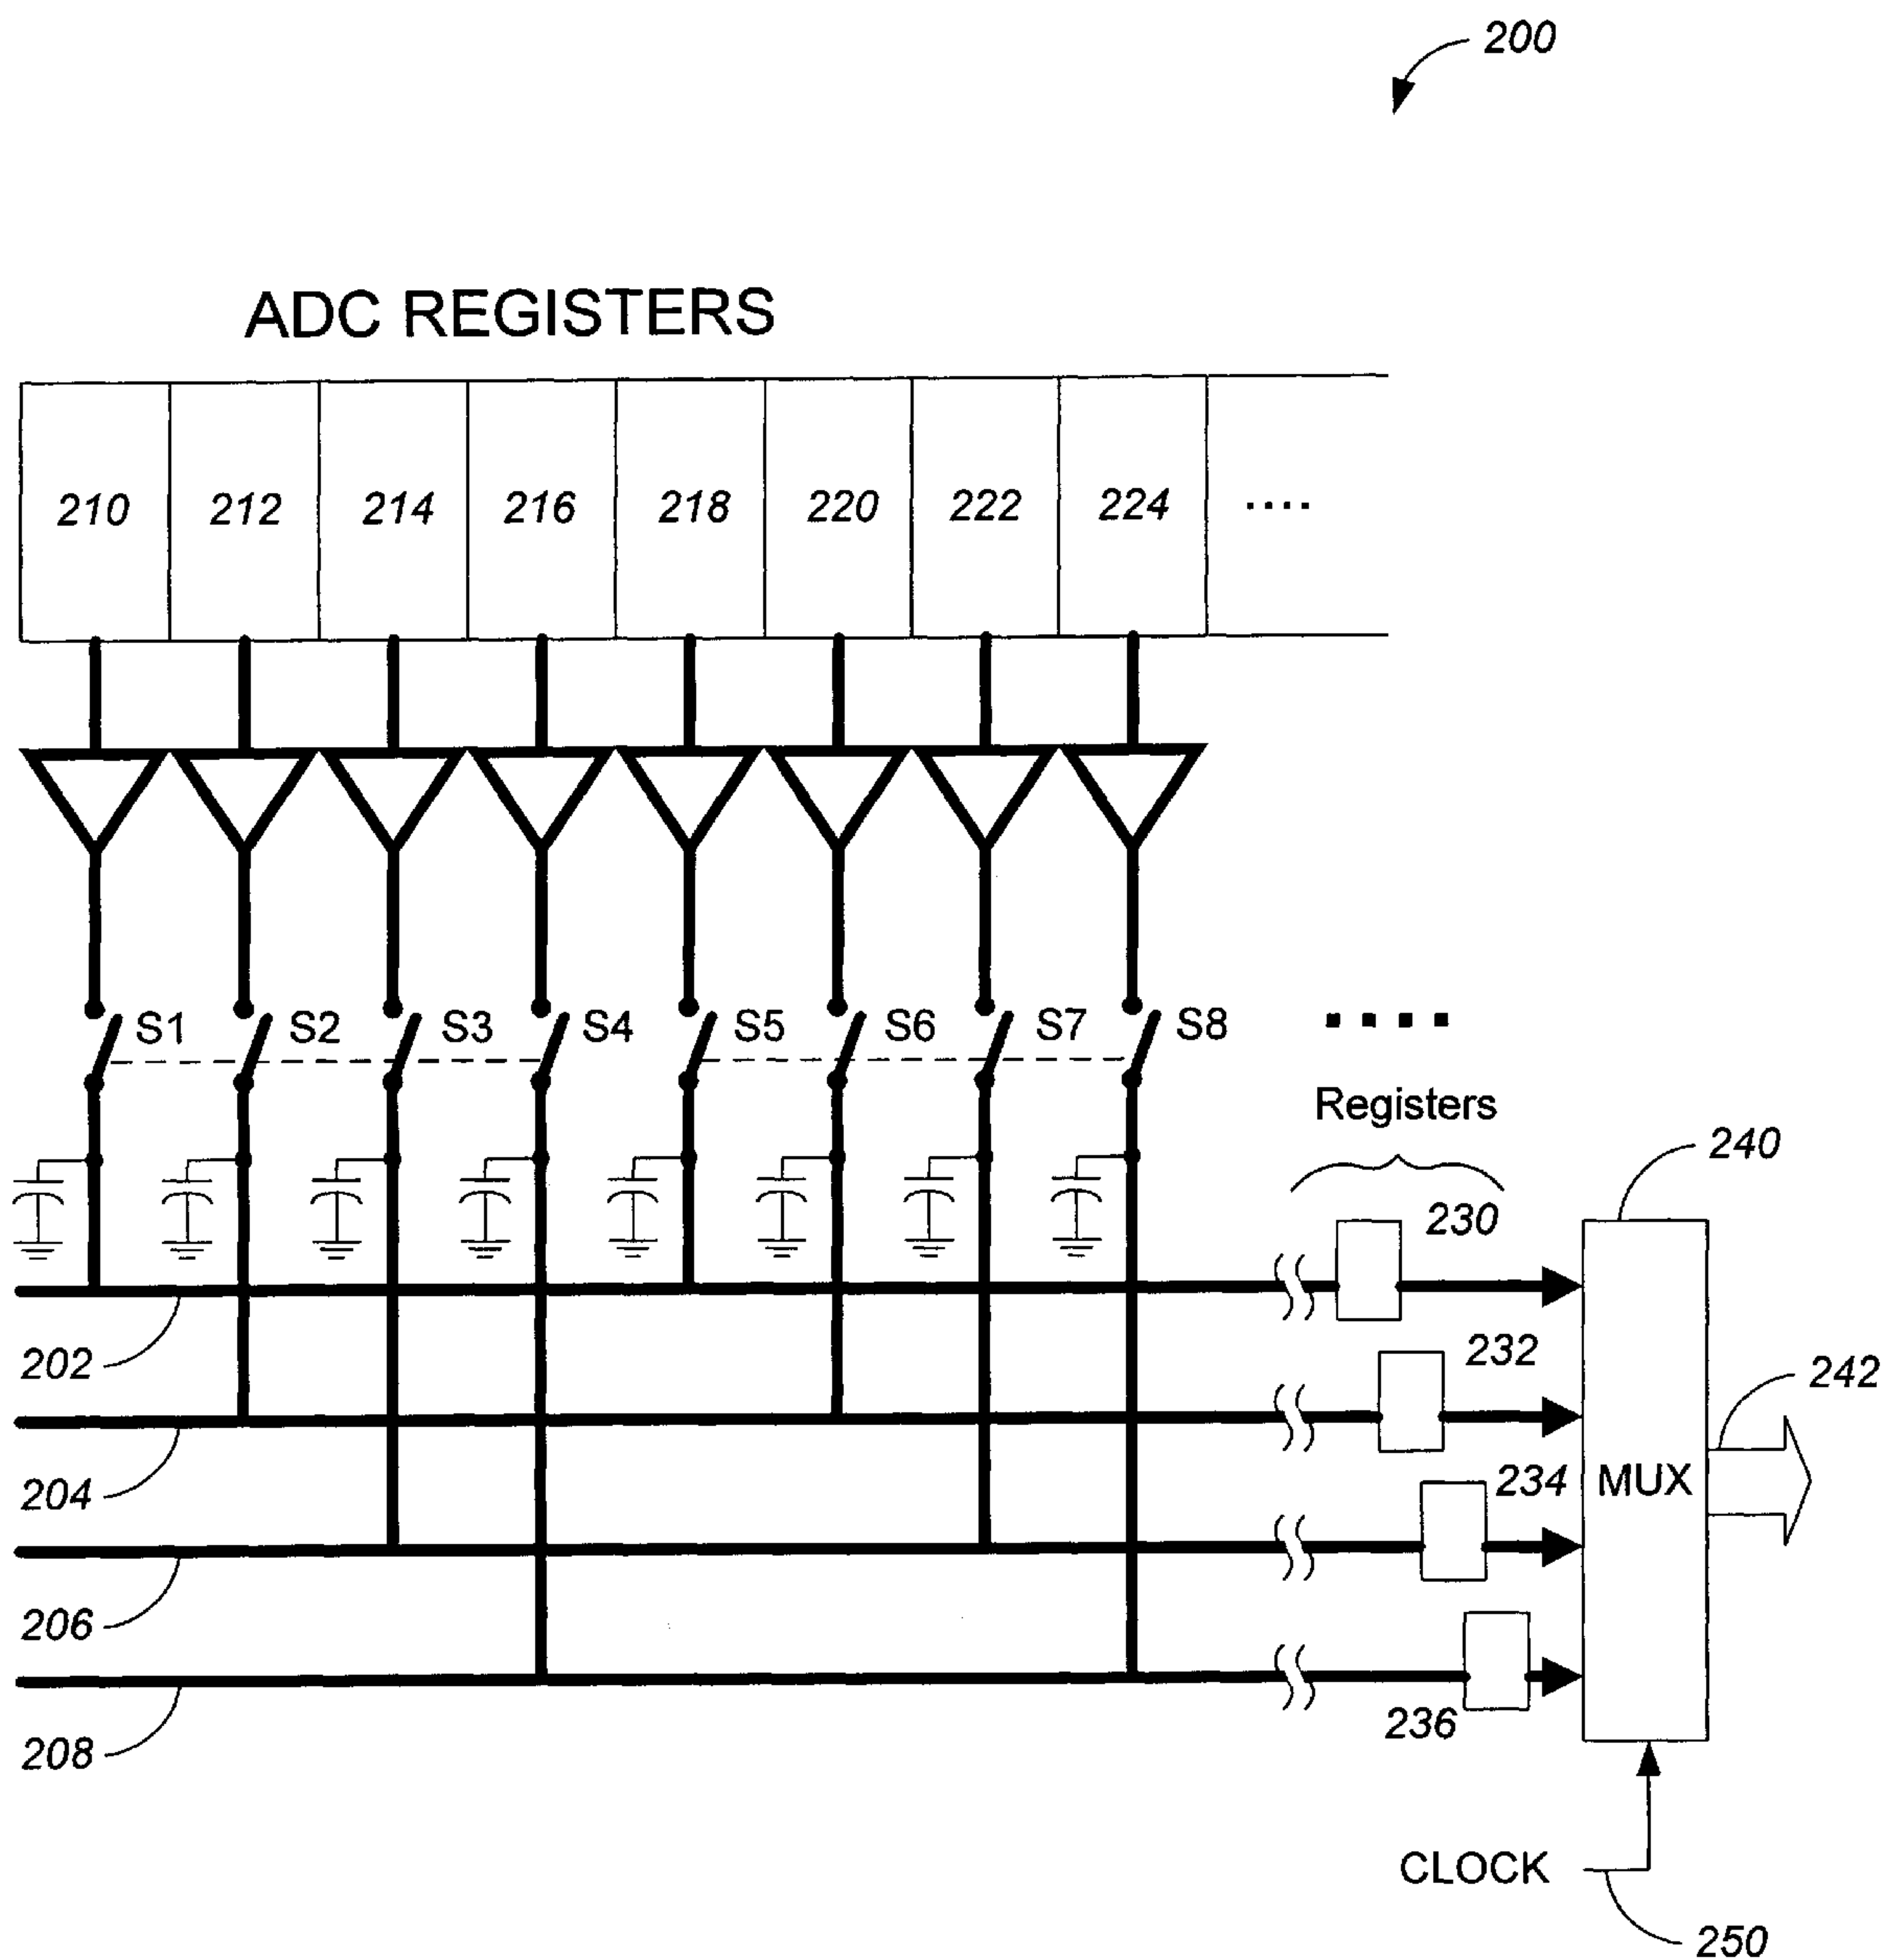 200
ADC REGISTERS
210 212 214 216 218 220 222 224 ....
S1 S2 S3 S4 S5 S6 S7 S8 ....
Registers
240
230
202
232
242
204
234
MUX
206
236
208
CLOCK
250